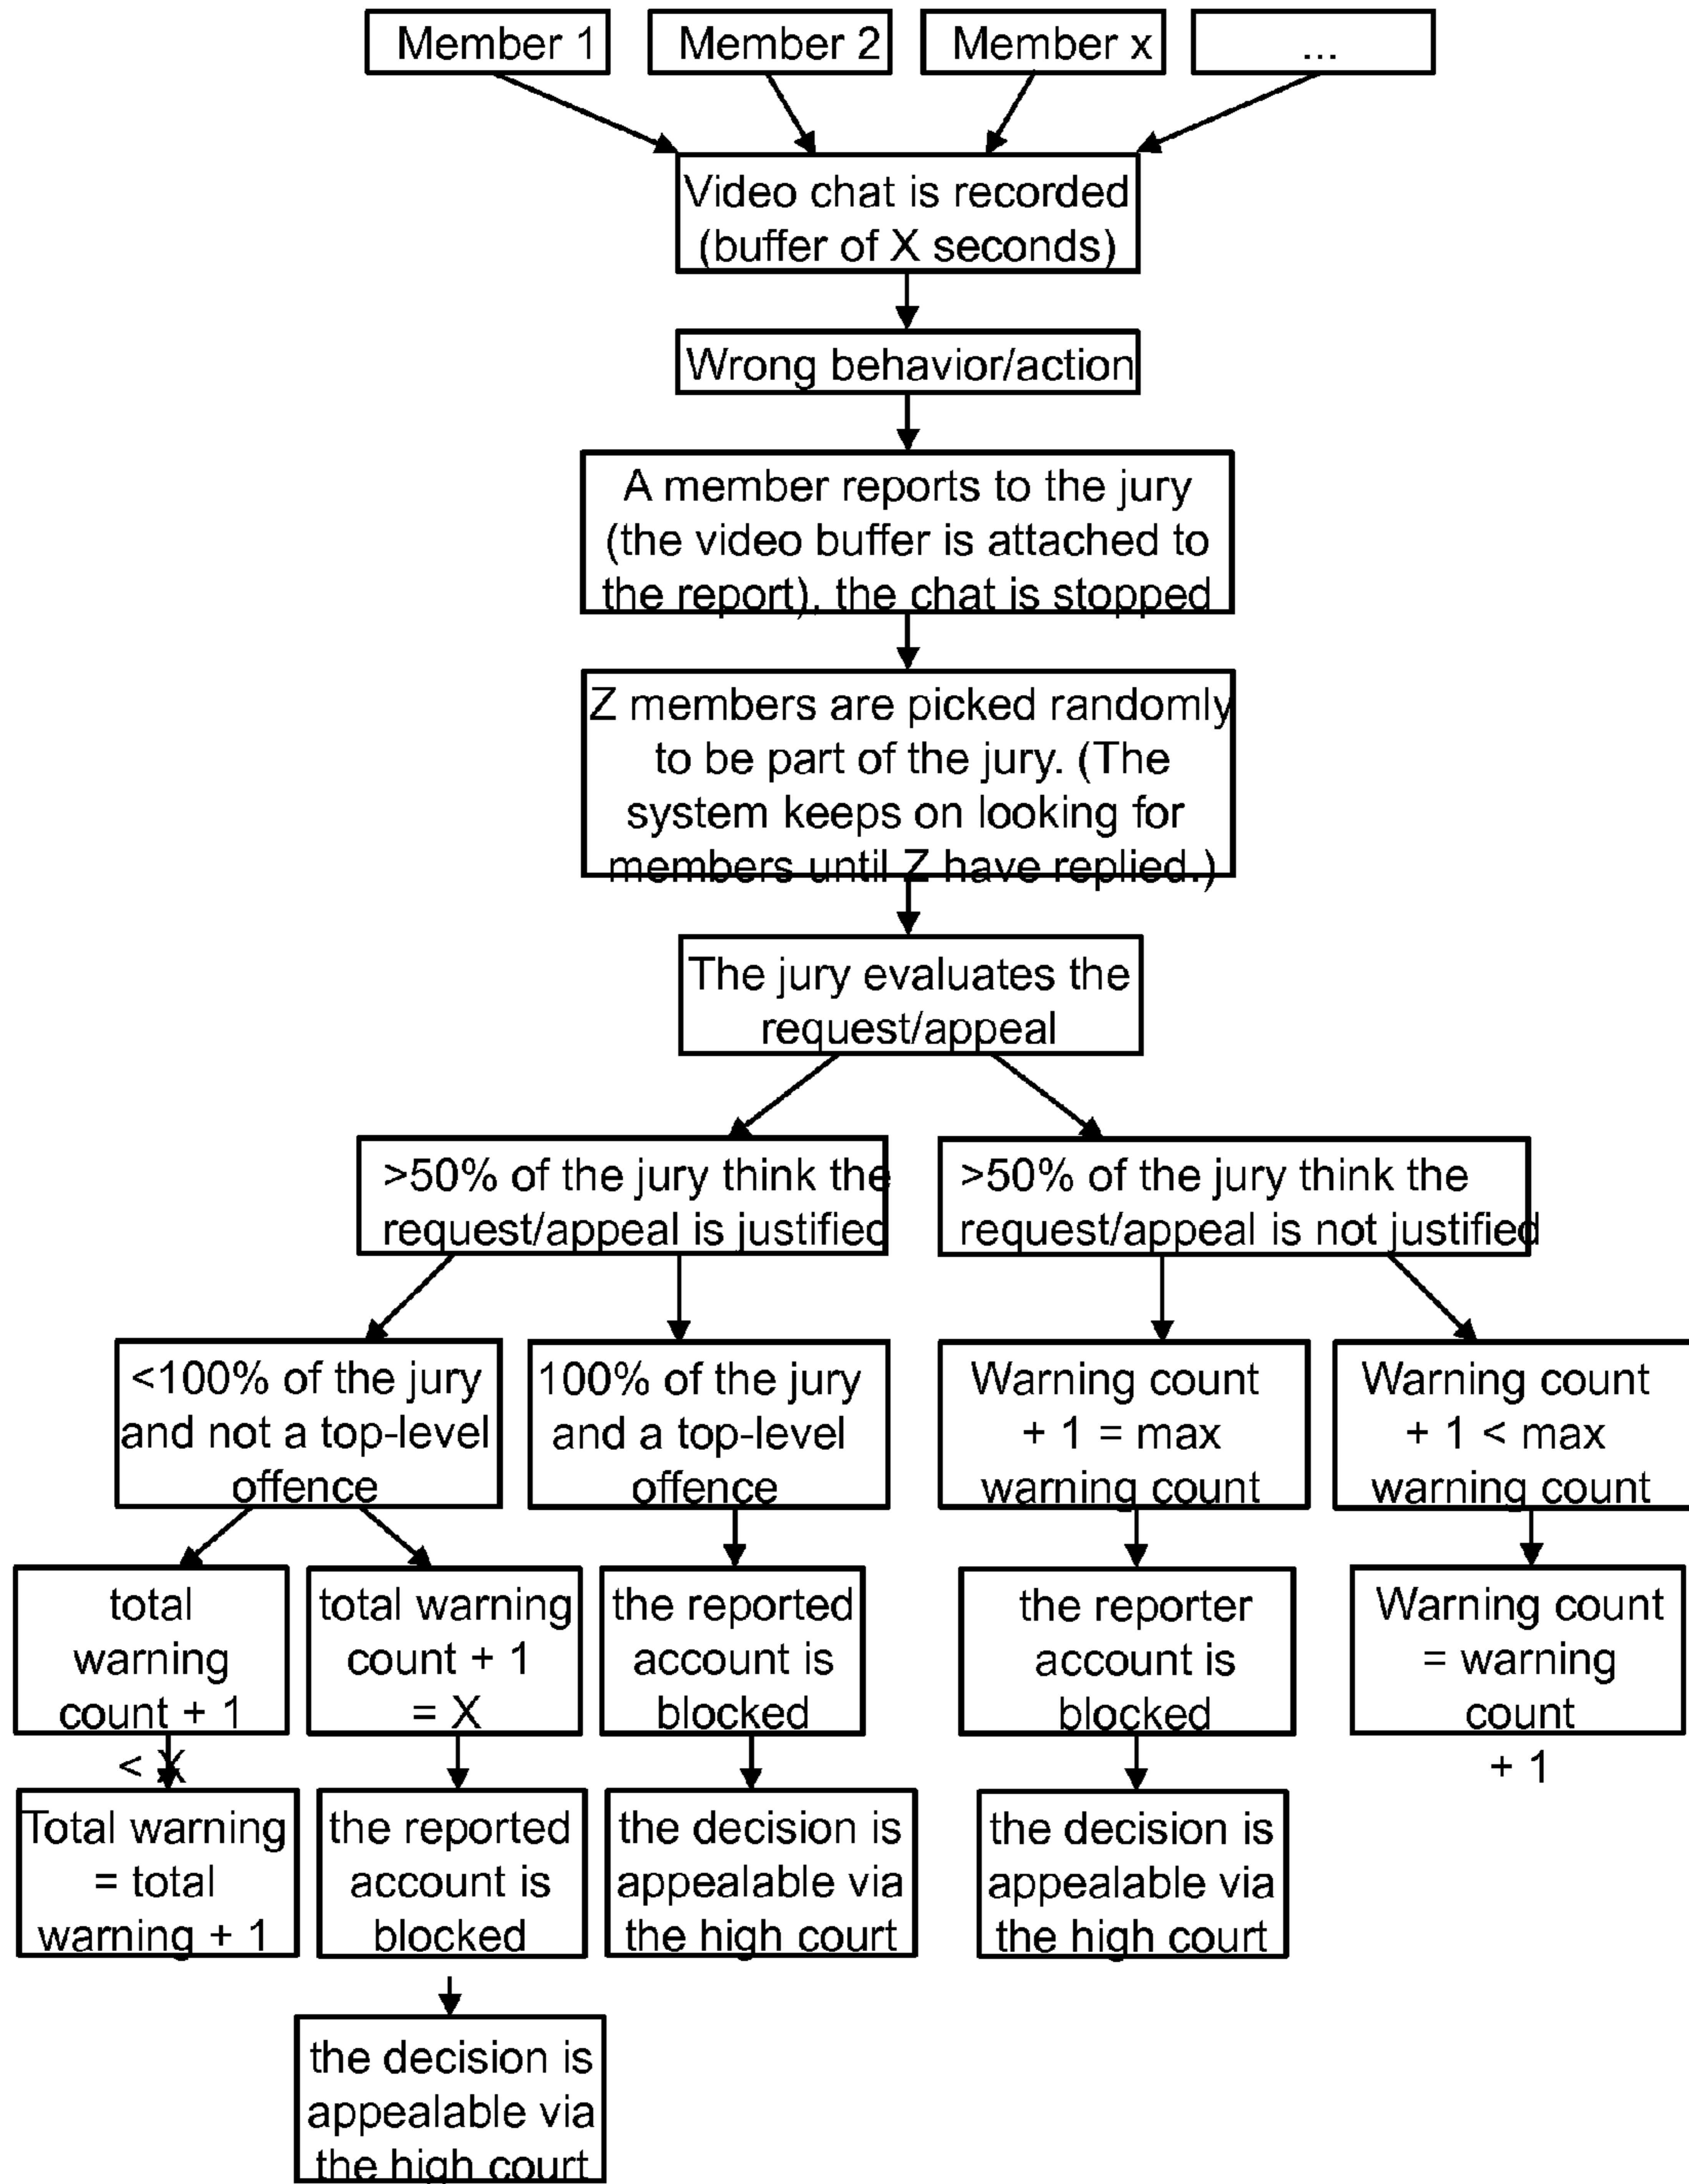 Member 1
Member 2
Member x
...
Video chat is recorded
(buffer of X seconds)
Wrong behavior/action
A member reports to the jury
(the video buffer is attached to
the report), the chat is stopped
Z members are picked randomly
to be part of the jury. (The
system keeps on looking for
members until Z have replied.)
The jury evaluates the
request/appeal
>50% of the jury think the
request/appeal is justified
>50% of the jury think the
request/appeal is not justified
<100% of the jury
and not a top-level
offence
100% of the jury
and a top-level
offence
Warning count
+ 1 = max
warning count
Warning count
+ 1 < max
warning count
total
warning
count + 1
< X
total warning
count + 1
= X
the reported
account is
blocked
the reporter
account is
blocked
Warning count
= warning
count
+ 1
Total warning
= total
warning + 1
the reported
account is
blocked
the decision is
appealable via
the high court
the decision is
appealable via
the high court
the decision is
appealable via
the high court